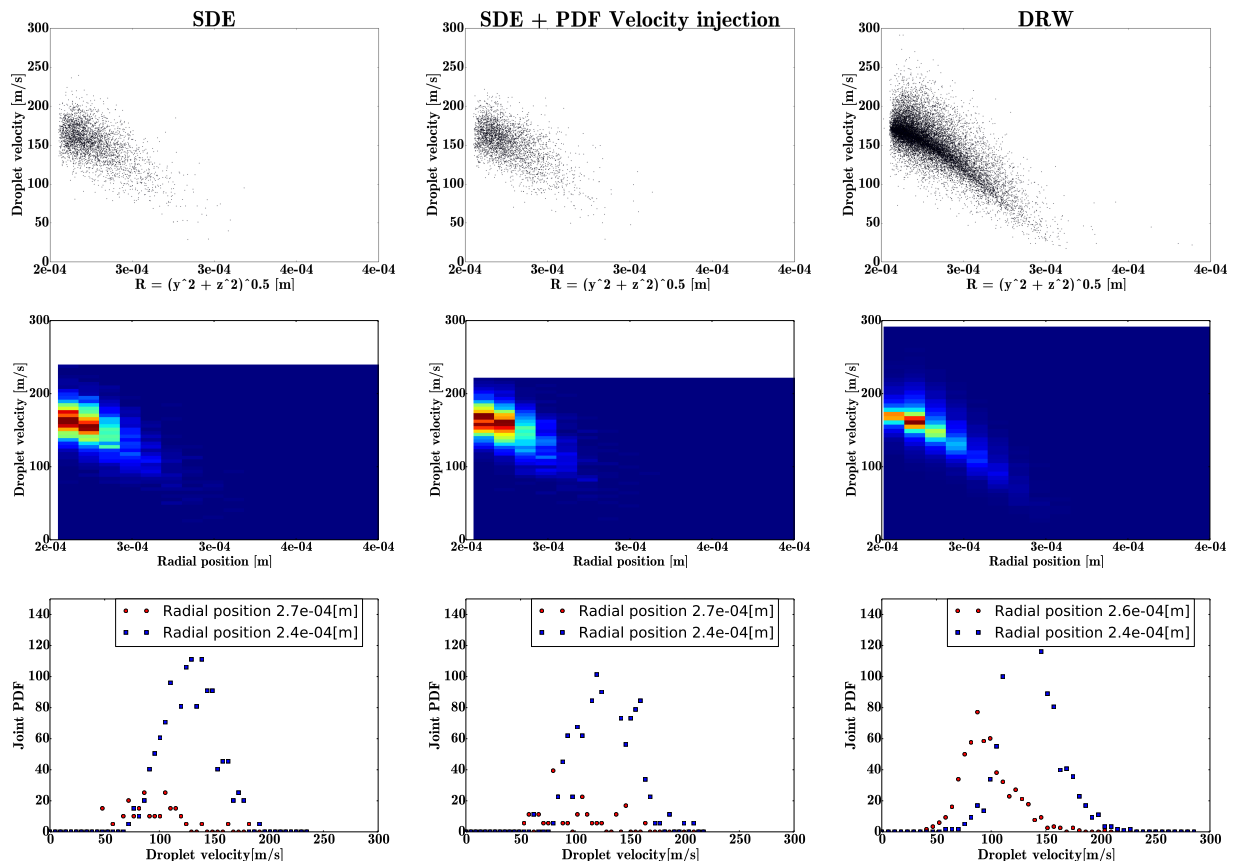 SDE
SDE + PDF Velocity injection
DRW
300
250
200
150
100
50
0
Droplet velocity [m/s]
2e-04 3e-04 3e-04 4e-04 4e-04
R = (y^2 + z^2)^0.5 [m]
300
250
200
150
100
50
0
Droplet velocity [m/s]
2e-04 3e-04 3e-04 4e-04 4e-04
R = (y^2 + z^2)^0.5 [m]
300
250
200
150
100
50
0
Droplet velocity [m/s]
2e-04 3e-04 3e-04 4e-04 4e-04
R = (y^2 + z^2)^0.5 [m]
300
200
100
0
Droplet velocity [m/s]
2e-04 3e-04 3e-04 4e-04 4e-04
Radial position [m]
300
200
100
0
Droplet velocity [m/s]
2e-04 3e-04 3e-04 4e-04 4e-04
Radial position [m]
300
200
100
0
Droplet velocity [m/s]
2e-04 3e-04 3e-04 4e-04 4e-04
Radial position [m]
140
120
100
80
60
40
20
0
Joint PDF
Radial position 2.7e-04[m]
Radial position 2.4e-04[m]
0 50 100 150 200 250 300
Droplet velocity[m/s]
140
120
100
80
60
40
20
0
Joint PDF
Radial position 2.7e-04[m]
Radial position 2.4e-04[m]
0 50 100 150 200 250 300
Droplet velocity[m/s]
140
120
100
80
60
40
20
0
Joint PDF
Radial position 2.6e-04[m]
Radial position 2.4e-04[m]
0 50 100 150 200 250 300
Droplet velocity[m/s]